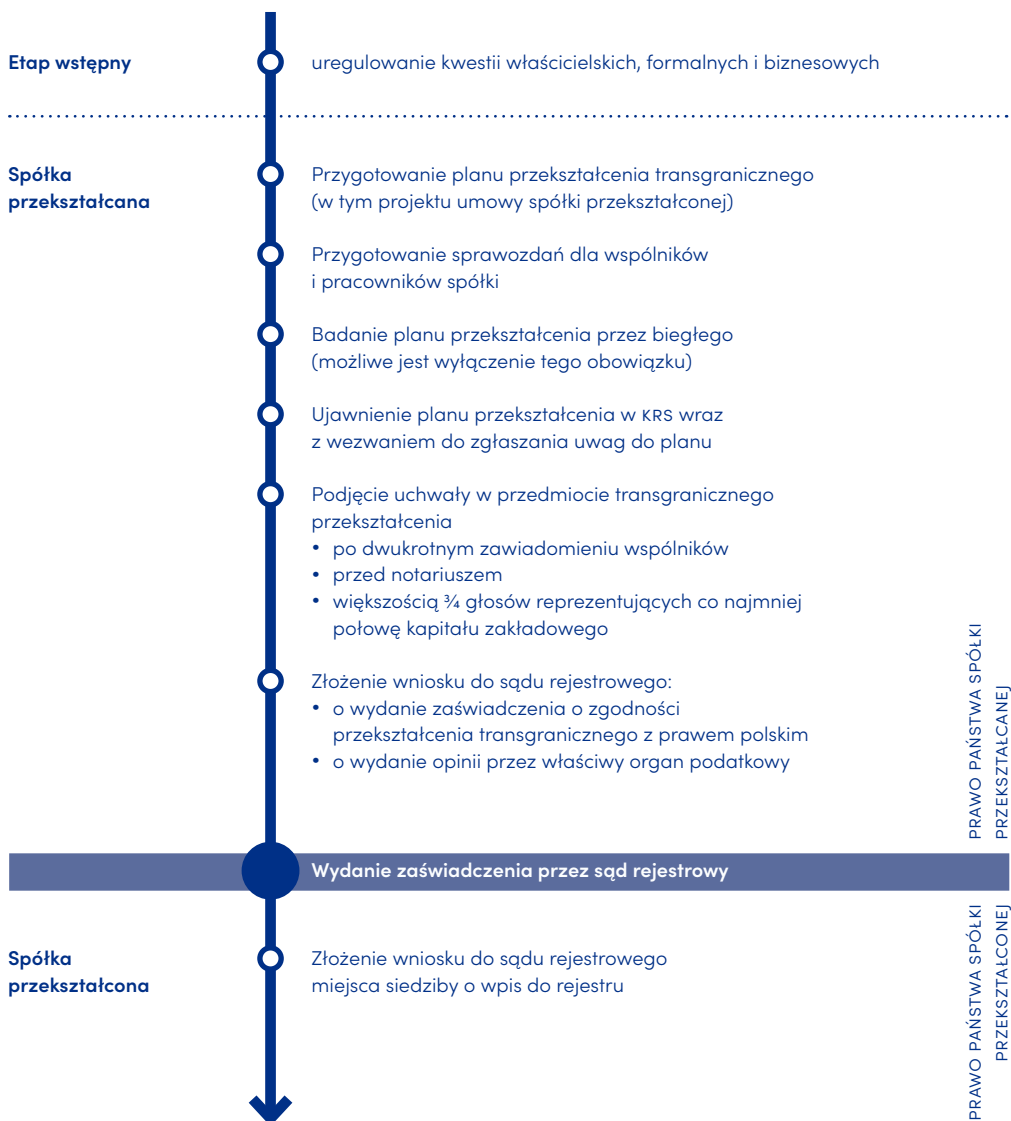 Etap wstępny
uregulowanie kwestii właścicielskich, formalnych i biznesowych
Spółka
przekształcana
Przygotowanie planu przekształcenia transgranicznego
(w tym projektu umowy spółki przekształconej)
Przygotowanie sprawozdań dla wspólników
i pracowników spółki
Badanie planu przekształcenia przez biegłego
(możliwe jest wyłączenie tego obowiązku)
Ujawnienie planu przekształcenia w KRS wraz
z wezwaniem do zgłaszania uwag do planu
Podjęcie uchwały w przedmiocie transgranicznego
przekształcenia
• po dwukrotnym zawiadomieniu wspólników
• przed notariuszem
• większością ¾ głosów reprezentujących co najmniej
połowę kapitału zakładowego
Złożenie wniosku do sądu rejestrowego:
• o wydanie zaświadczenia o zgodności
przekształcenia transgranicznego z prawem polskim
• o wydanie opinii przez właściwy organ podatkowy
PRAWO PAŃSTWA SPÓŁKI
PRZEKSZTAŁCANEJ
Wydanie zaświadczenia przez sąd rejestrowy
Spółka
przekształcona
Złożenie wniosku do sądu rejestrowego
miejsca siedziby o wpis do rejestru
PRAWO PAŃSTWA SPÓŁKI
PRZEKSZTAŁCONEJ